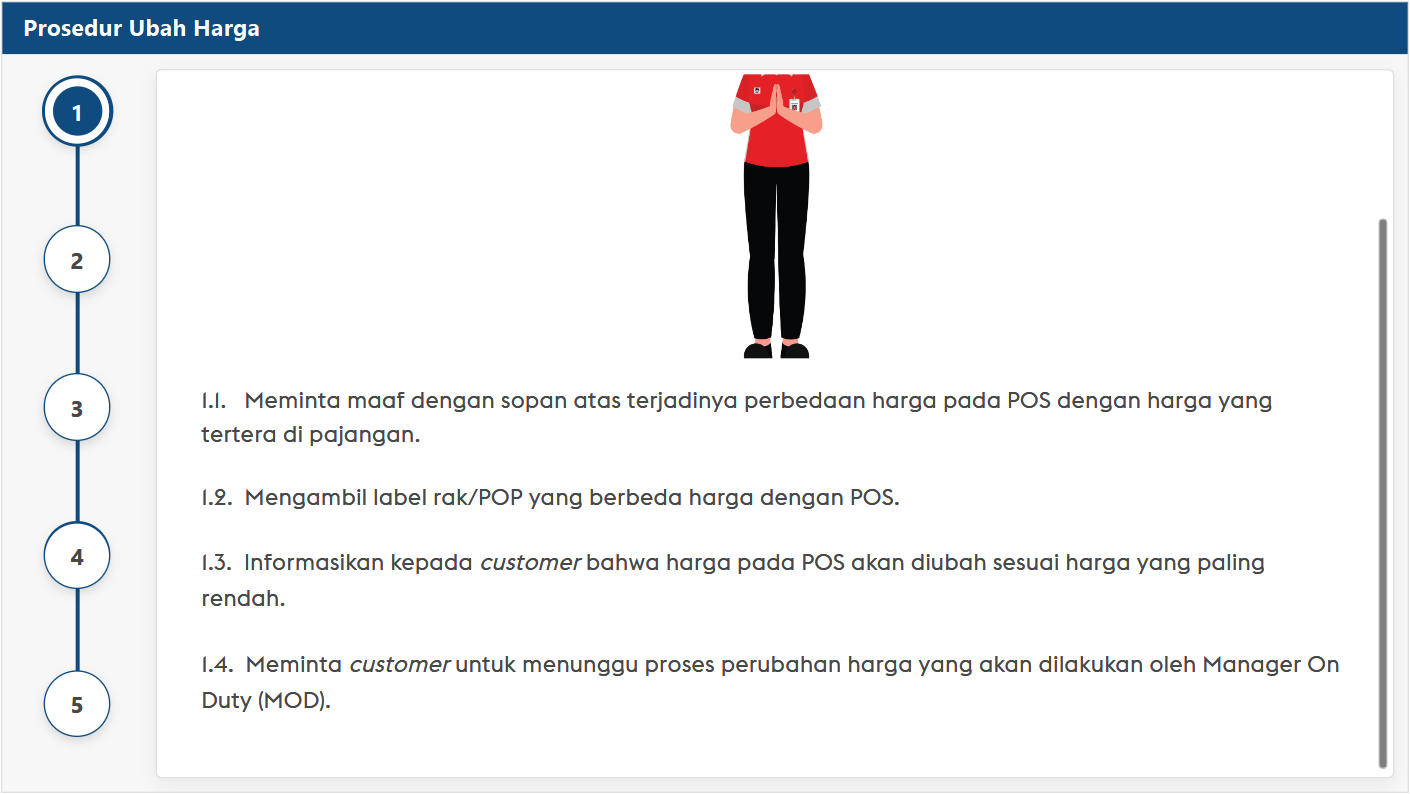 Prosedur Ubah Harga
1
2
3
4
5
1.1. Meminta maaf dengan sopan atas terjadinya perbedaan harga pada POS dengan harga yang
tertera di pajangan.
1.2. Mengambil label rak/POP yang berbeda harga dengan POS.
1.3. Informasikan kepada customer bahwa harga pada POS akan diubah sesuai harga yang paling
rendah.
1.4. Meminta customer untuk menunggu proses perubahan harga yang akan dilakukan oleh Manager On
Duty (MOD).